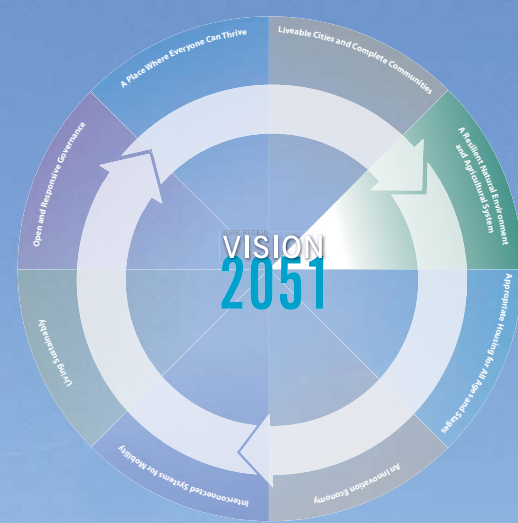 A Place Where Everyone Can Thrive
Liveable Cities and Complete Communities
A Resilient Natural Environment
and Agricultural System
Appropriate Housing for All Ages and Stages
An Innovation Economy
Interconnected Systems for Mobility
Living Sustainably
Open and Responsive Governance
YORK REGION
VISION
2051